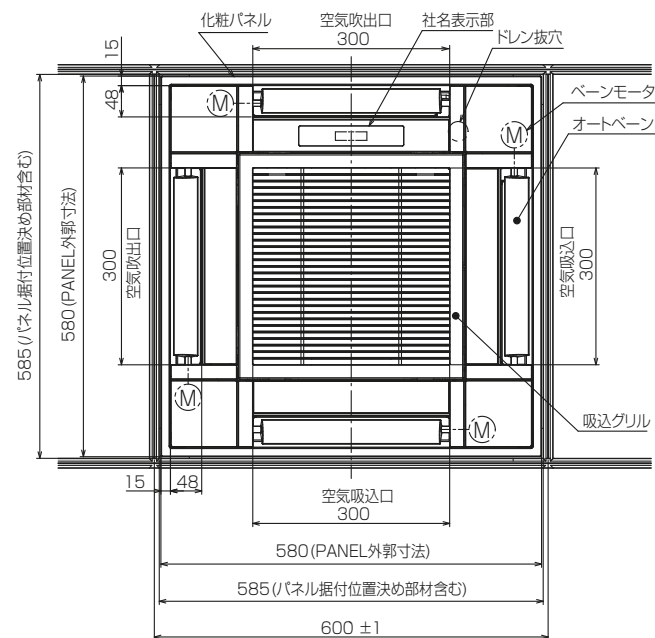 化粧パネル
空気吹出口
300
社名表示部
ドレン抜穴
ベーンモータ
オートベーン
15
48
M
M
585(パネル据付位置決め部材含む)
580(PANEL外郭寸法)
300
空気吹出口
空気吸込口
300
吸込グリル
M
M
15
48
空気吸込口
300
580(PANEL外郭寸法)
585(パネル据付位置決め部材含む)
600 ±1